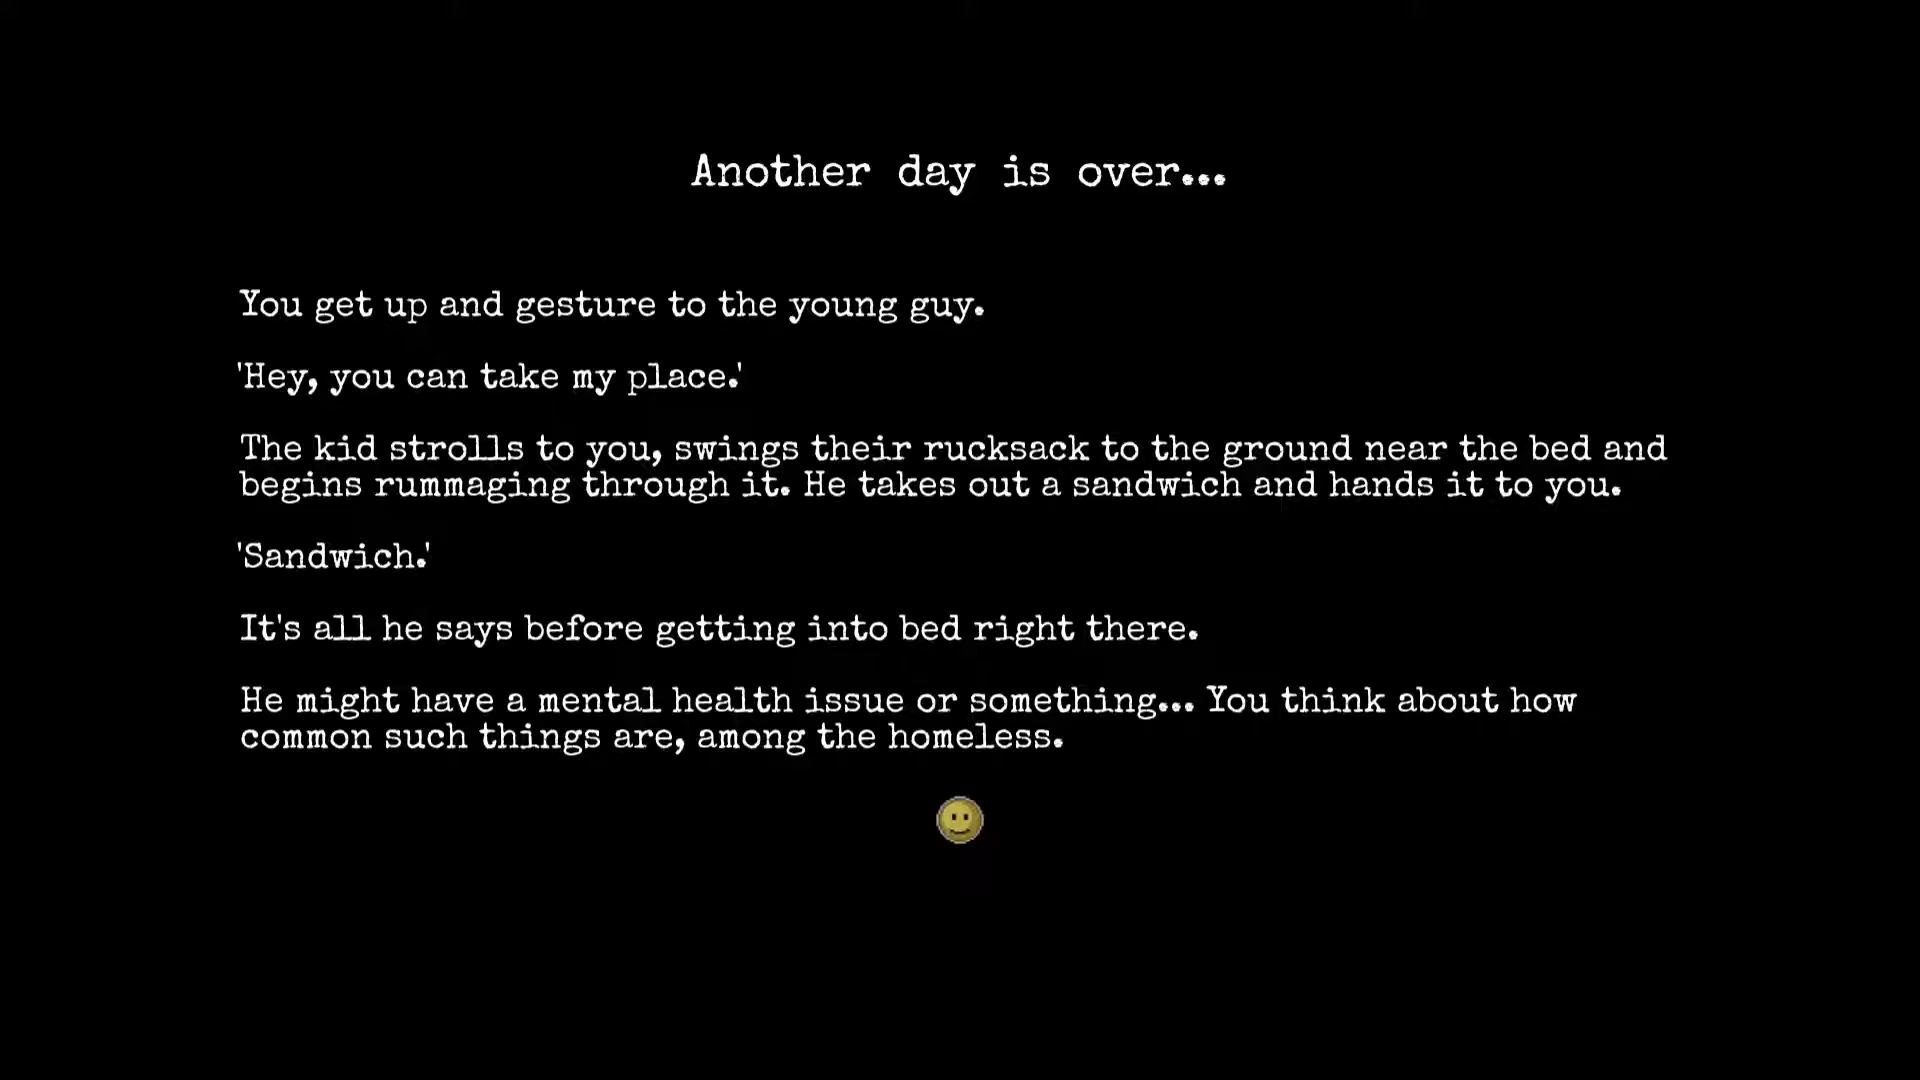 Another day is over...
You get up and gesture to the young guy.
'Hey, you can take my place.'
The kid strolls to you, swings their rucksack to the ground near the bed and
begins rummaging through it. He takes out a sandwich and hands it to you.
'Sandwich.'
It's all he says before getting into bed right there.
He might have a mental health issue or something... You think about how
common such things are, among the homeless.